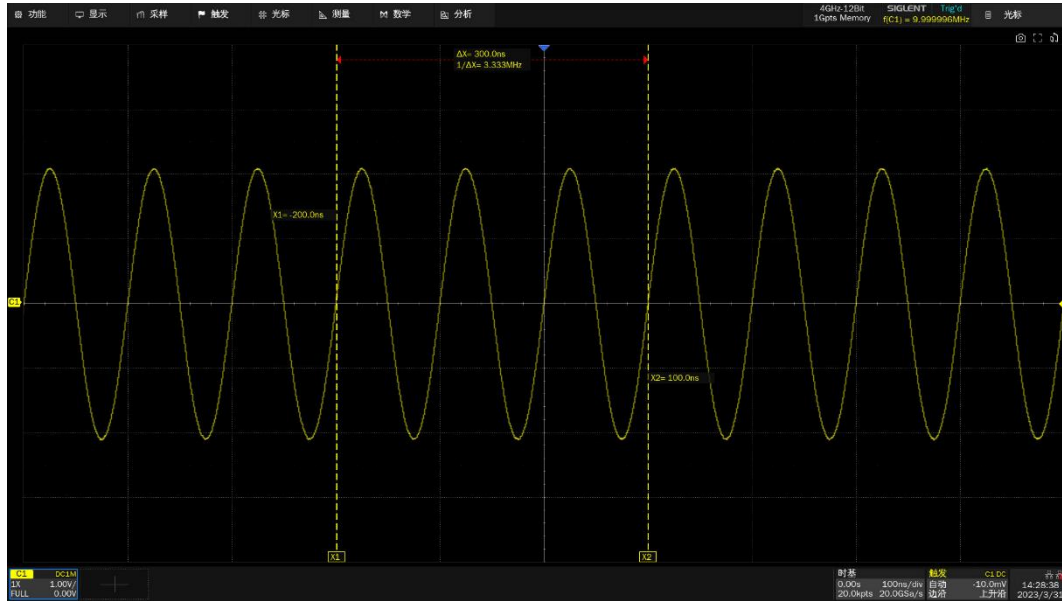 功能 显示 采样 触发 光标 测量 M 数学 分析
4GHz-12Bit
1Gpts Memory
SIGLENT Trig'd
f(C1) = 9.999996MHz
光标
ΔX= 300.0ns
1/ΔX= 3.333MHz
X1= -200.0ns
C1
X2= 100.0ns
X1 X2
C1 DC1M
1X 1.00V/
FULL 0.00V
时基
0.00s 100ns/div
20.0kpts 20.0GSa/s
触发 C1 DC
自动 -10.0mV
边沿 上升沿
14:28:38
2023/3/3